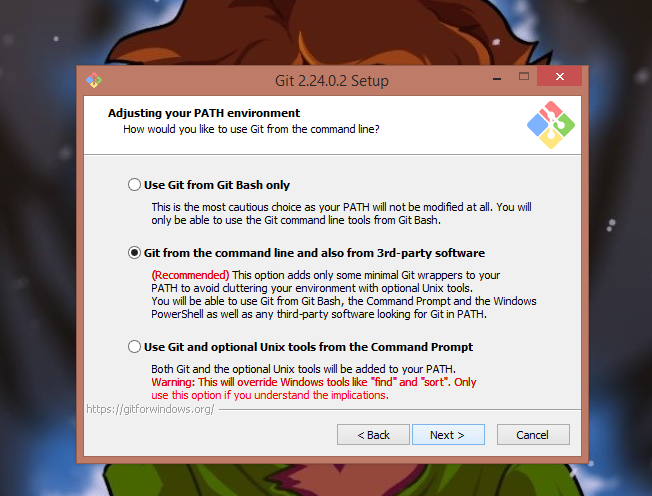 Git 2.24.0.2 Setup
Adjusting your PATH environment
How would you like to use Git from the command line?
Use Git from Git Bash only
This is the most cautious choice as your PATH will not be modified at all. You will
only be able to use the Git command line tools from Git Bash.
Git from the command line and also from 3rd-party software
(Recommended) This option adds only some minimal Git wrappers to your
PATH to avoid cluttering your environment with optional Unix tools.
You will be able to use Git from Git Bash, the Command Prompt and the Windows
PowerShell as well as any third-party software looking for Git in PATH.
Use Git and optional Unix tools from the Command Prompt
Both Git and the optional Unix tools will be added to your PATH.
Warning: This will override Windows tools like "find" and "sort". Only
use this option if you understand the implications.
https://gitforwindows.org/
< Back Next > Cancel